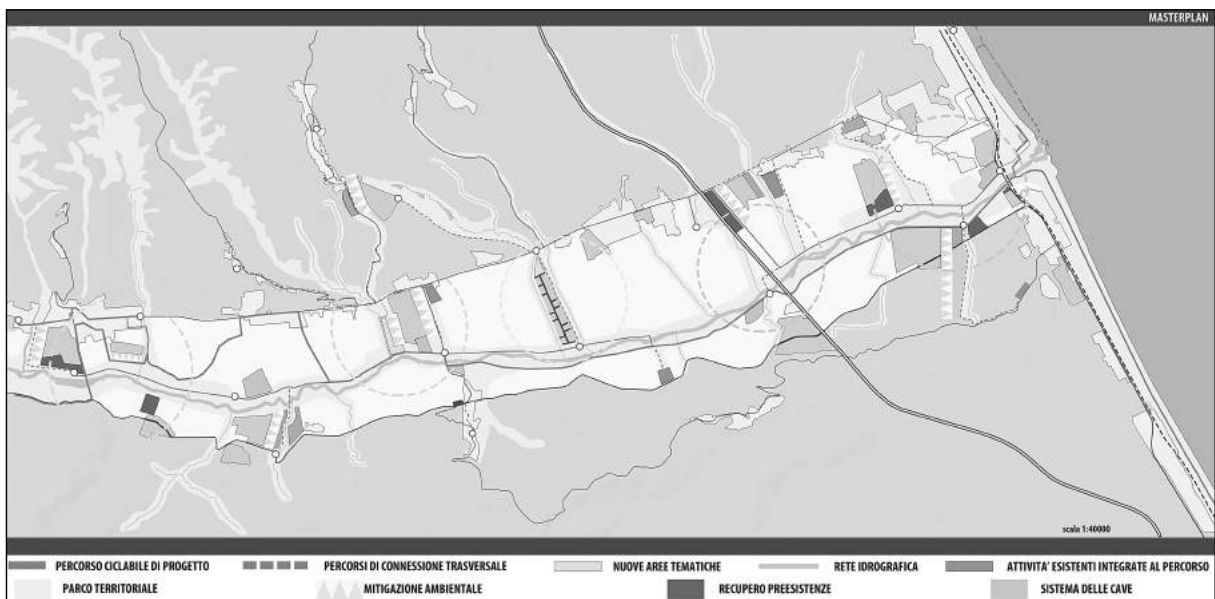 MASTERPLAN
scala 1:40000
PERCORSO CICLABILE DI PROGETTO
PERCORSI DI CONNESSIONE TRASVERSALE
NUOVE AREE TEMATICHE
RETE IDROGRAFICA
ATTIVITA' ESISTENTI INTEGRATE AL PERCORSO
PARCO TERRITORIALE
MITIGAZIONE AMBIENTALE
RECUPERO PREESISTENZE
SISTEMA DELLE CAVE